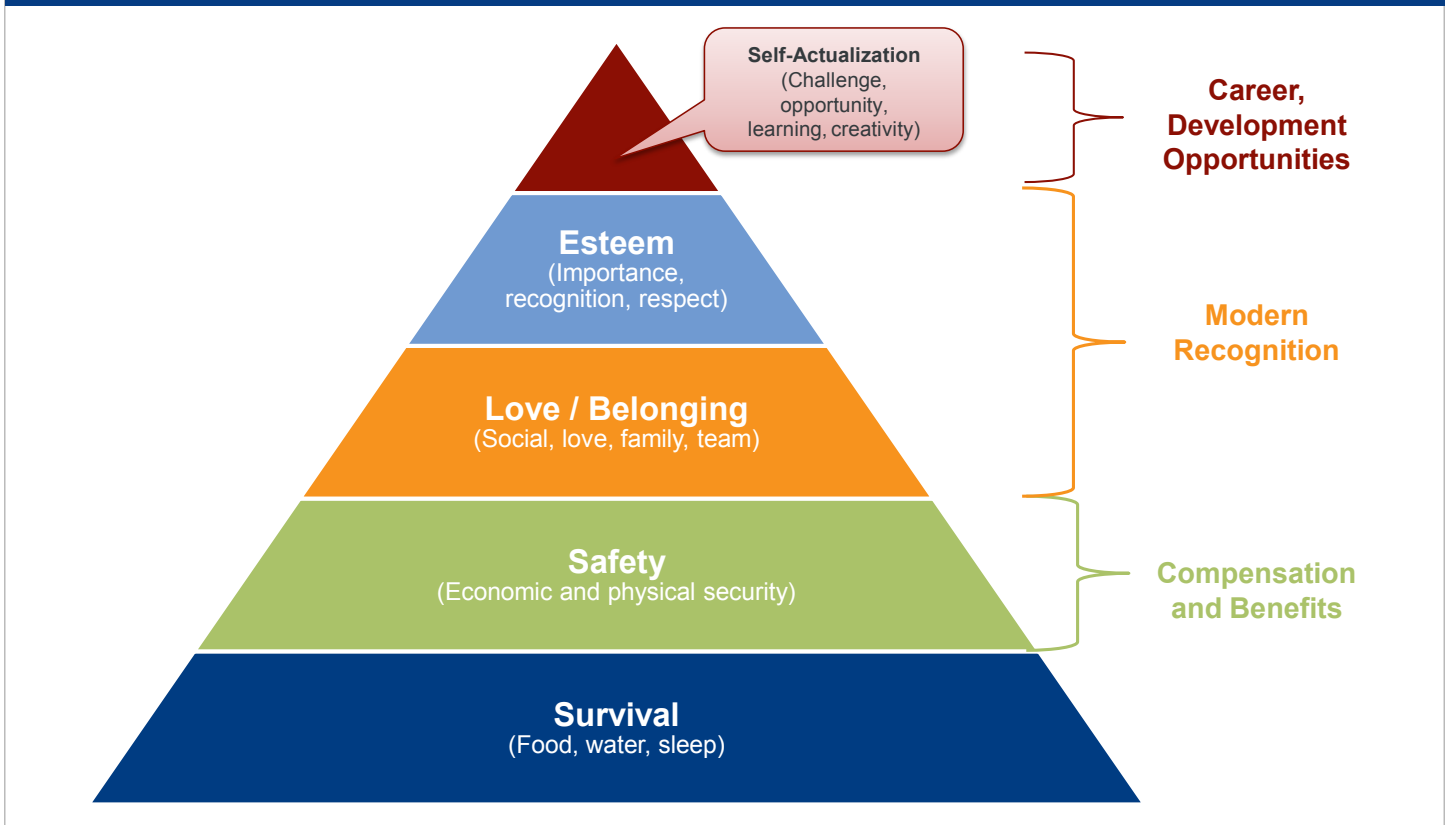 Self-Actualization
(Challenge,
opportunity,
learning, creativity)
Career,
Development
Opportunities
Esteem
(Importance,
recognition, respect)
Modern
Recognition
Love / Belonging
(Social, love, family, team)
Safety
(Economic and physical security)
Compensation
and Benefits
Survival
(Food, water, sleep)